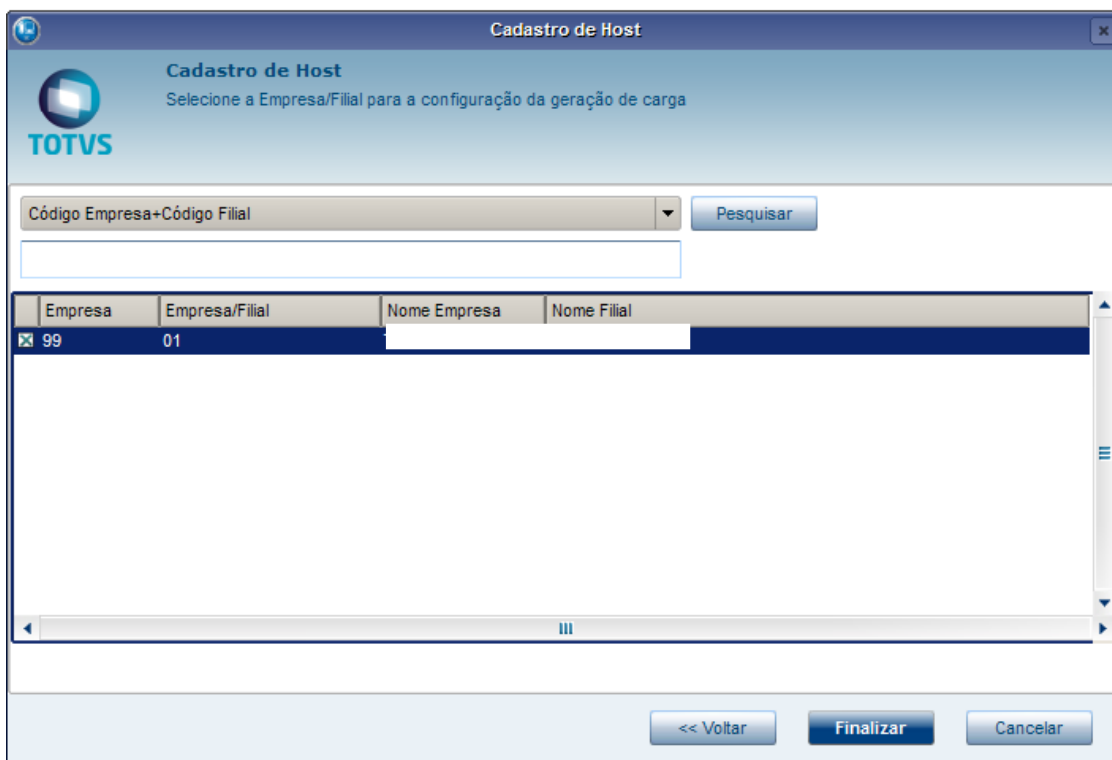 Cadastro de Host
Cadastro de Host
Selecione a Empresa/Filial para a configuração da geração de carga
TOTVS
Código Empresa+Código Filial
Pesquisar
Empresa Empresa/Filial Nome Empresa Nome Filial
99 01
<< Voltar Finalizar Cancelar